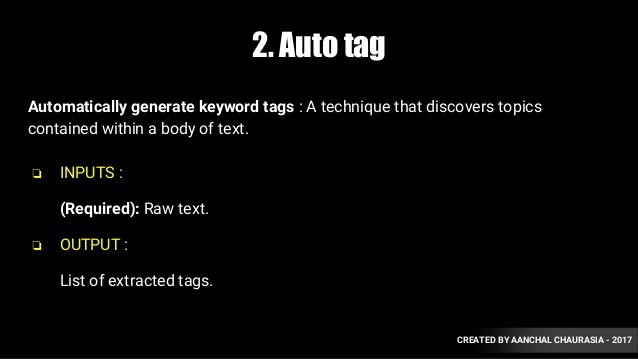 2. Auto tag
Automatically generate keyword tags : A technique that discovers topics
contained within a body of text.
❏ INPUTS :
(Required): Raw text.
❏ OUTPUT :
List of extracted tags.
CREATED BY AANCHAL CHAURASIA - 2017